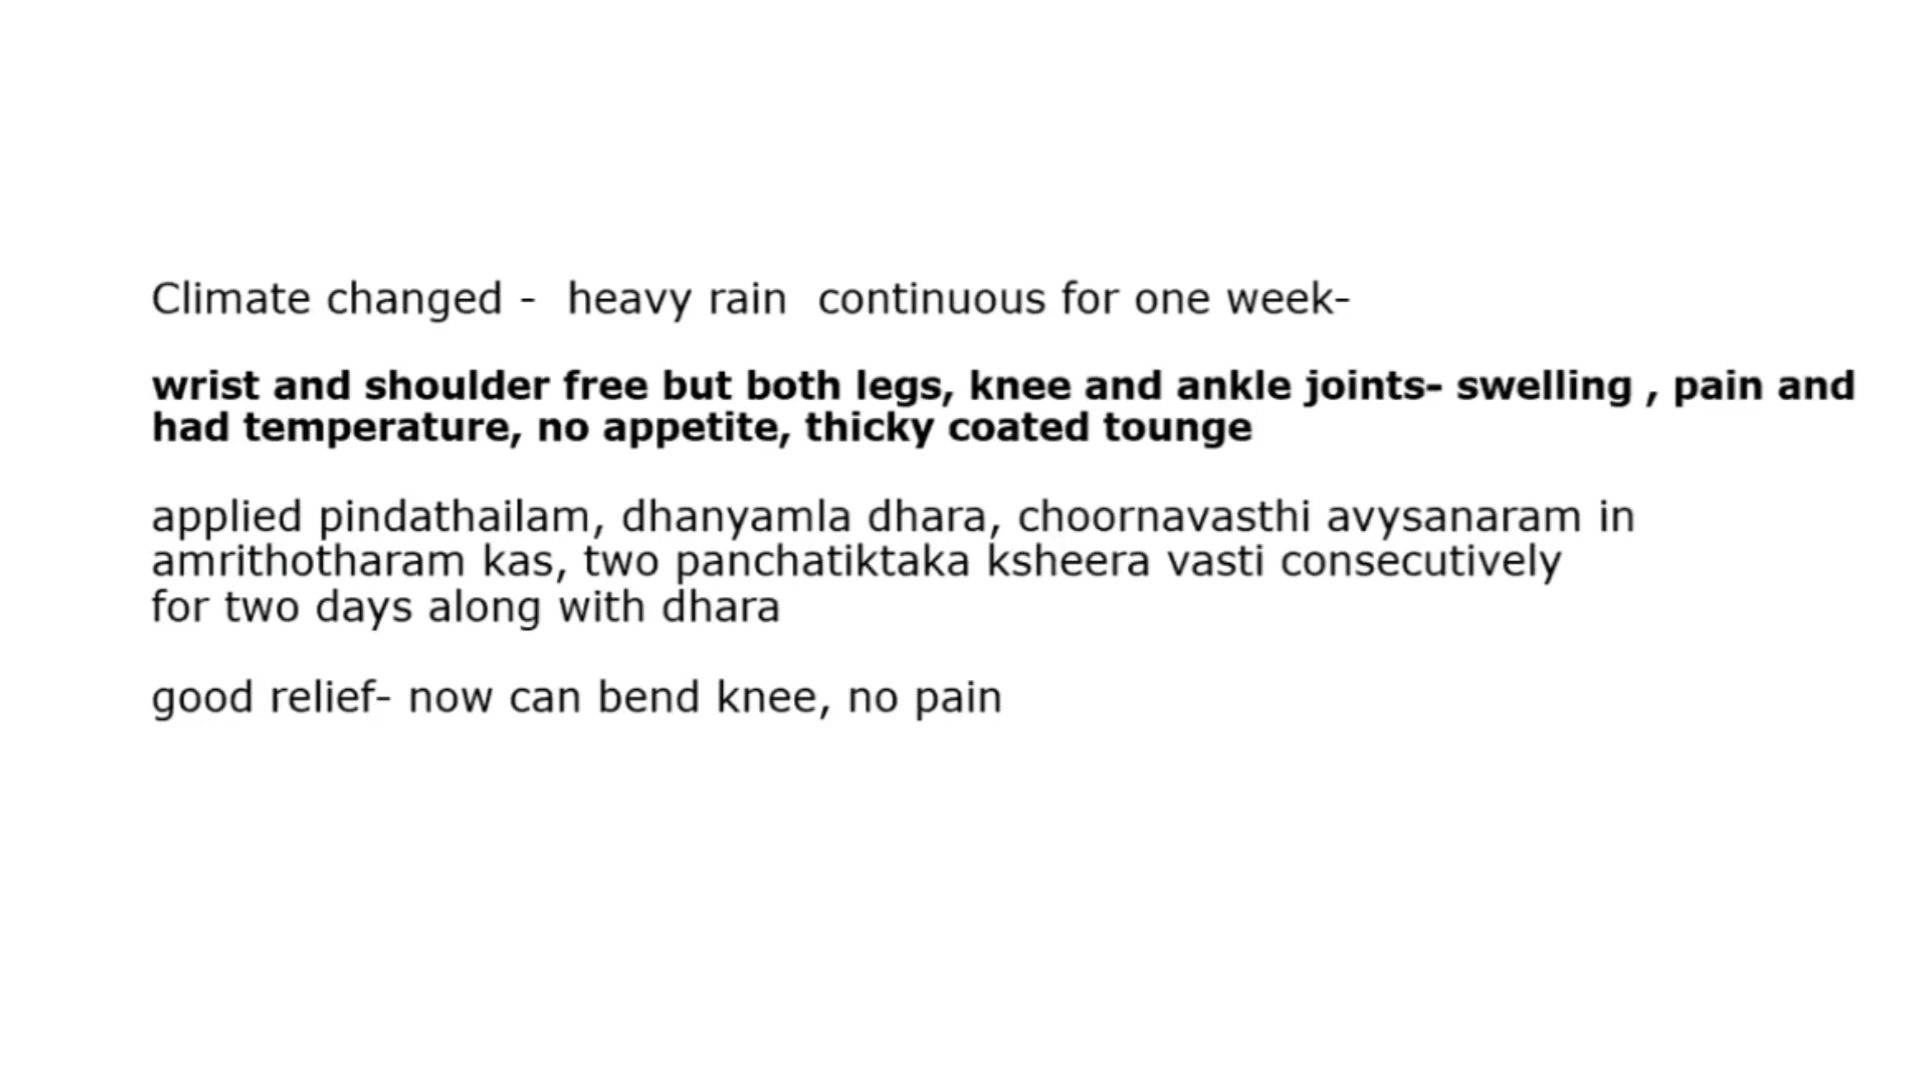 Climate changed -  heavy rain  continuous for one week-
wrist and shoulder free but both legs, knee and ankle joints- swelling , pain and
had temperature, no appetite, thicky coated tounge
applied pindathailam, dhanyamla dhara, choornavasthi avysanaram in
amrithotharam kas, two panchatiktaka ksheera vasti consecutively
for two days along with dhara
good relief- now can bend knee, no pain